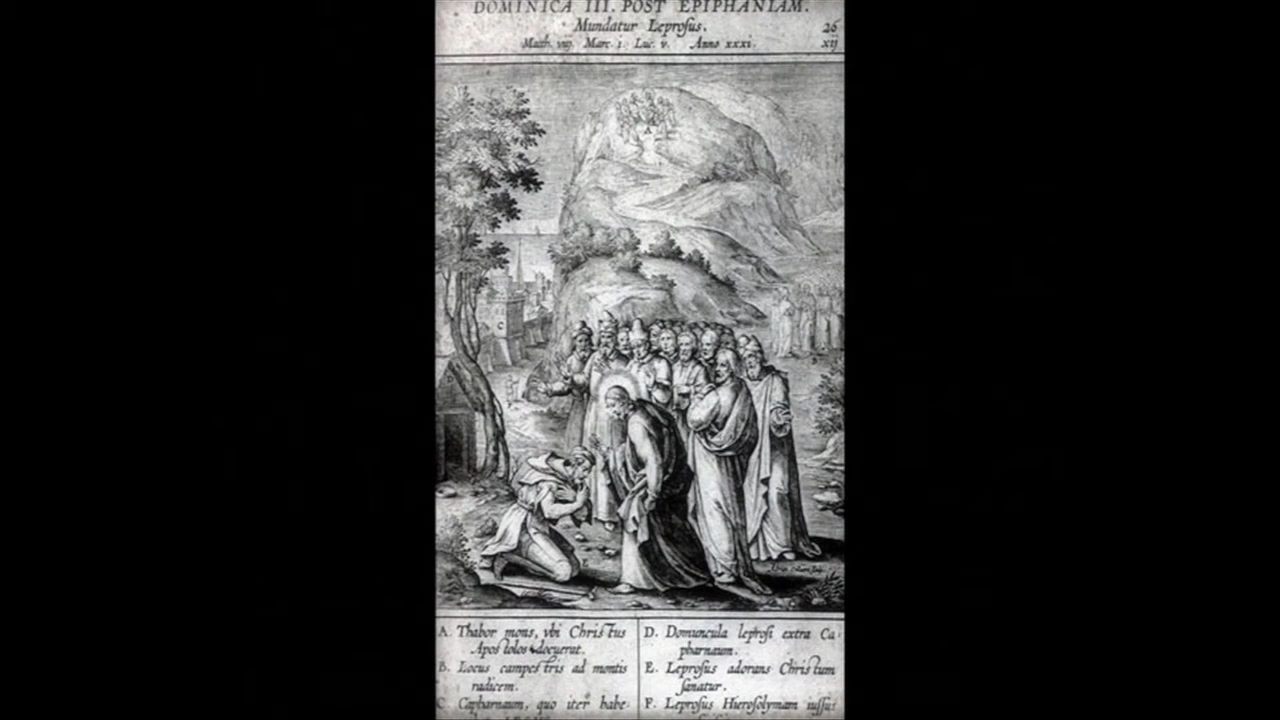 DOMINICA III. POST EPIPHANIAM.
Mundatur Leprosus. 26
Matth. viij. Marc. i. Luc. v. Anno xxxi. xij
A
C
D
A. Thabor mons, vbi Christus
Apostolos docuerat.
B. Locus campestris ad montis
radicem.
C. Capharnaum, quo iter habe-
D. Domuncula leprosi extra Ca-
pharnaum.
E. Leprosus adorans Christum
sanatur.
F. Leprosus Hierosolymam iussus